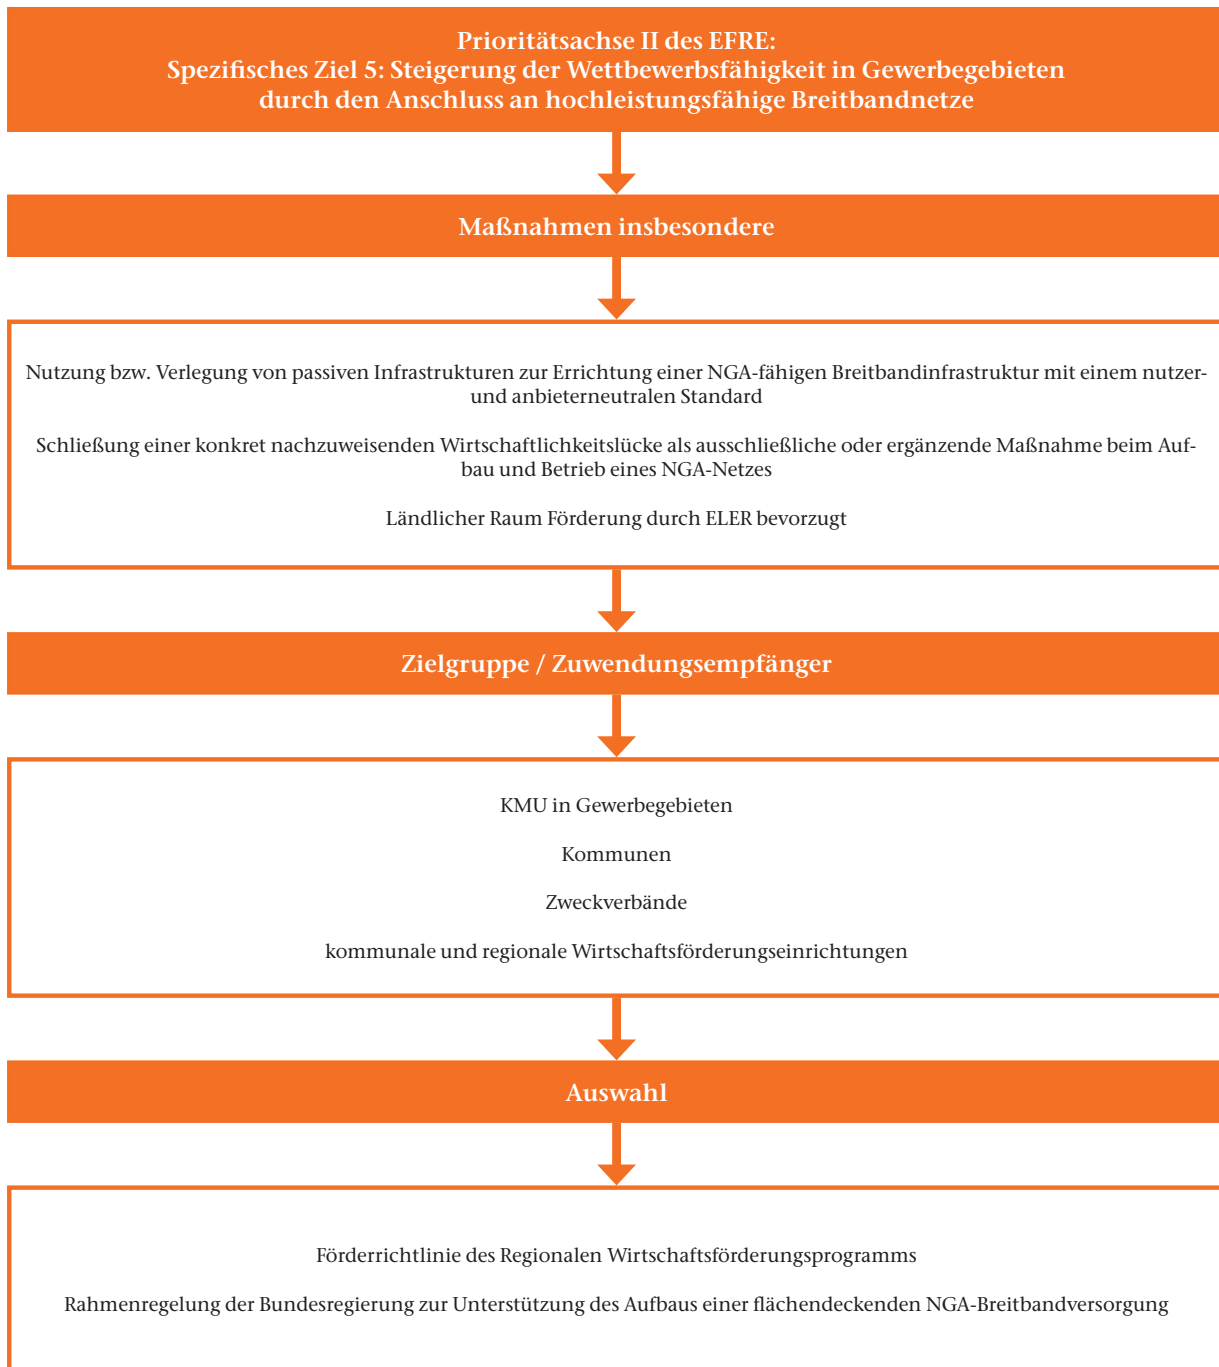 Prioritätsachse II des EFRE:
Spezifisches Ziel 5: Steigerung der Wettbewerbsfähigkeit in Gewerbegebieten
durch den Anschluss an hochleistungsfähige Breitbandnetze
Maßnahmen insbesondere
Nutzung bzw. Verlegung von passiven Infrastrukturen zur Errichtung einer NGA-fähigen Breitbandinfrastruktur mit einem nutzer-
und anbieterneutralen Standard
Schließung einer konkret nachzuweisenden Wirtschaftlichkeitslücke als ausschließliche oder ergänzende Maßnahme beim Auf-
bau und Betrieb eines NGA-Netzes
Ländlicher Raum Förderung durch ELER bevorzugt
Zielgruppe / Zuwendungsempfänger
KMU in Gewerbegebieten
Kommunen
Zweckverbände
kommunale und regionale Wirtschaftsförderungseinrichtungen
Auswahl
Förderrichtlinie des Regionalen Wirtschaftsförderungsprogramms
Rahmenregelung der Bundesregierung zur Unterstützung des Aufbaus einer flächendeckenden NGA-Breitbandversorgung